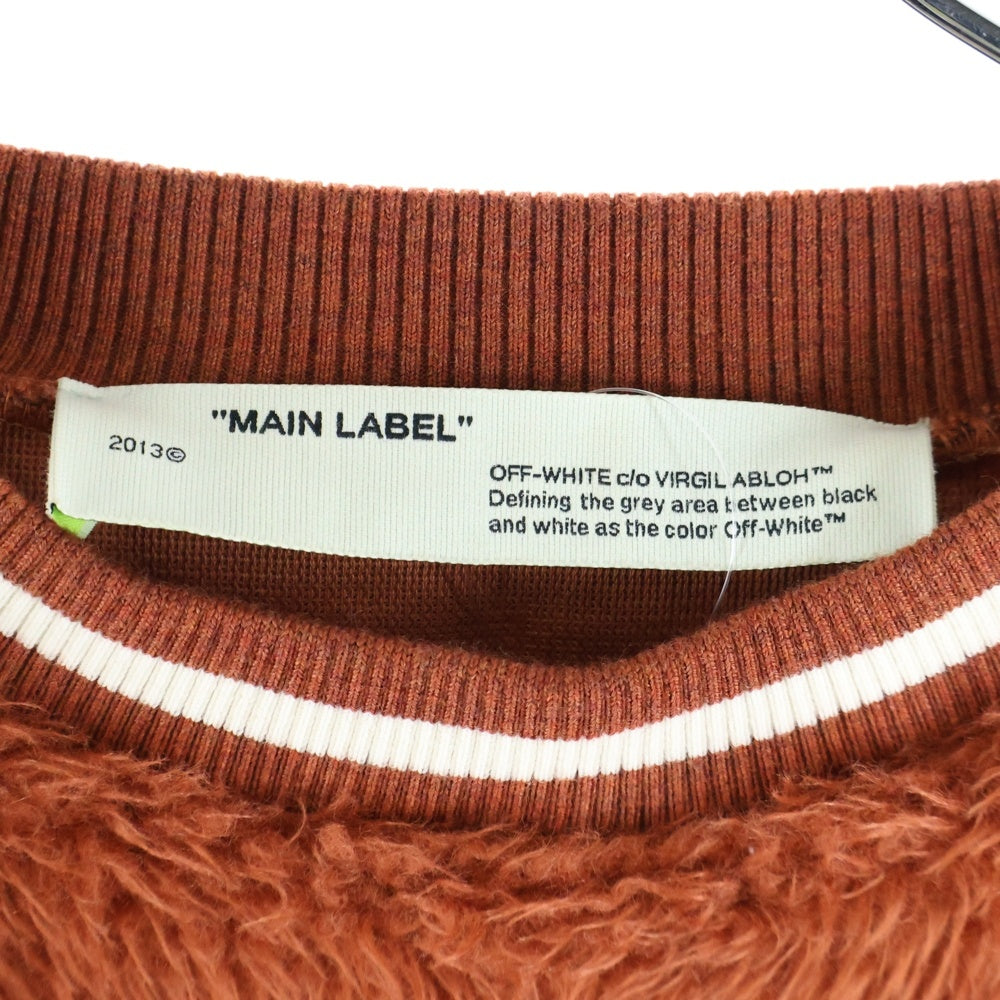 "MAIN LABEL"
2013©
OFF-WHITE c/o VIRGIL ABLOH™
Defining the grey area between black
and white as the color Off-White™